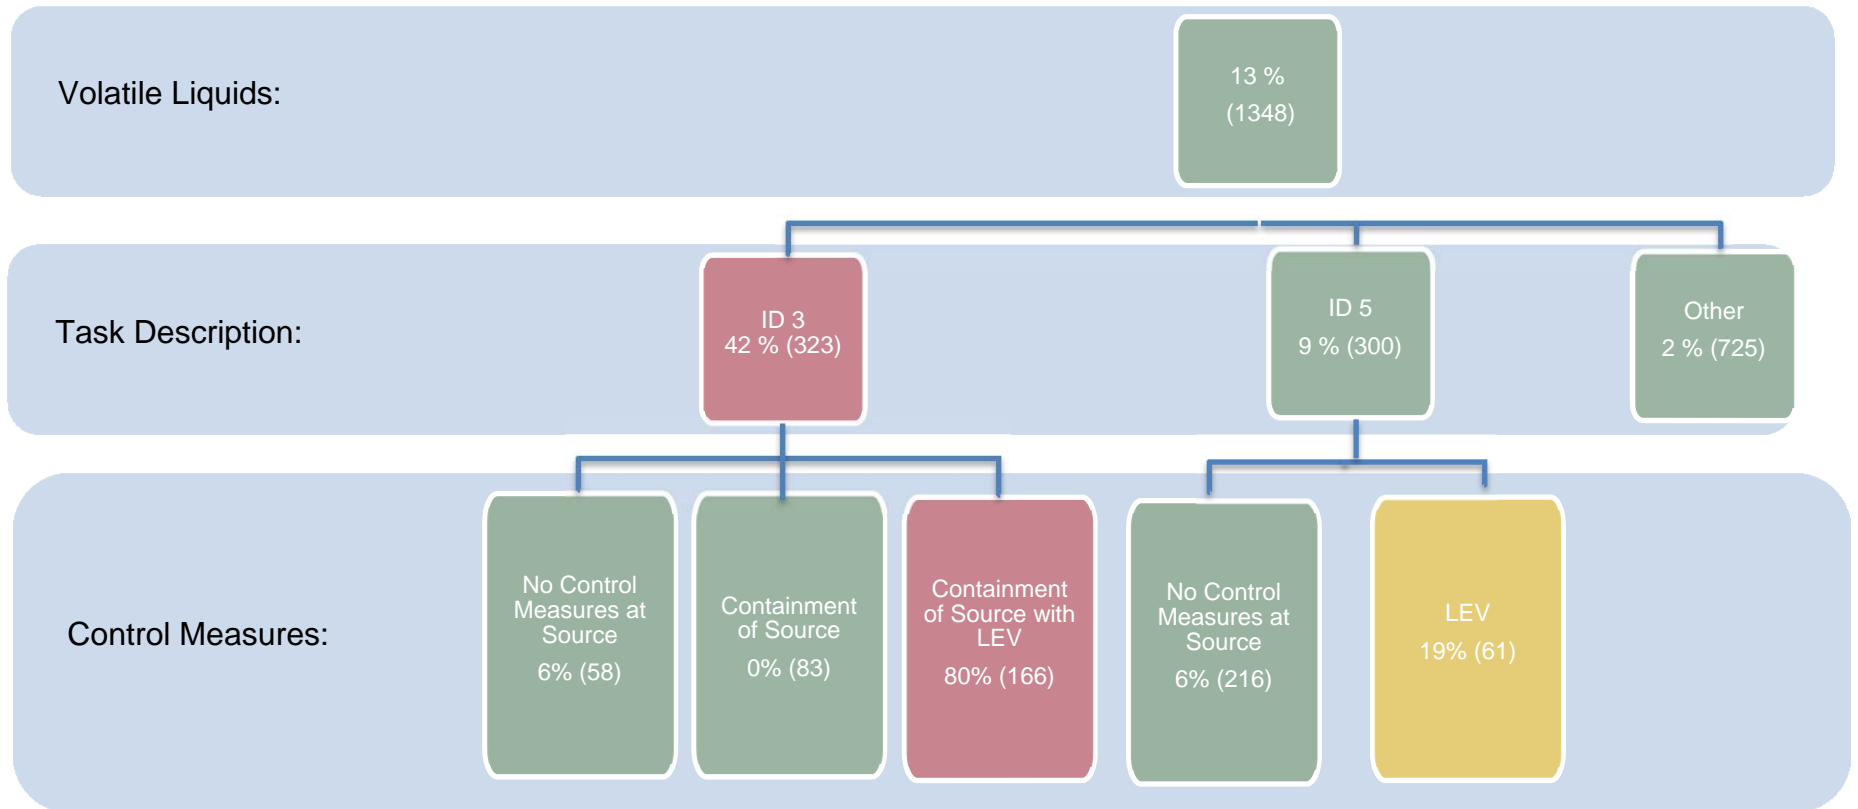 Volatile Liquids:
13 %
(1348)
Task Description:
ID 3
42 % (323)
ID 5
9 % (300)
Other
2 % (725)
Control Measures:
No Control
Measures at
Source
6% (58)
Containment
of Source
0% (83)
Containment
of Source with
LEV
80% (166)
No Control
Measures at
Source
6% (216)
LEV
19% (61)